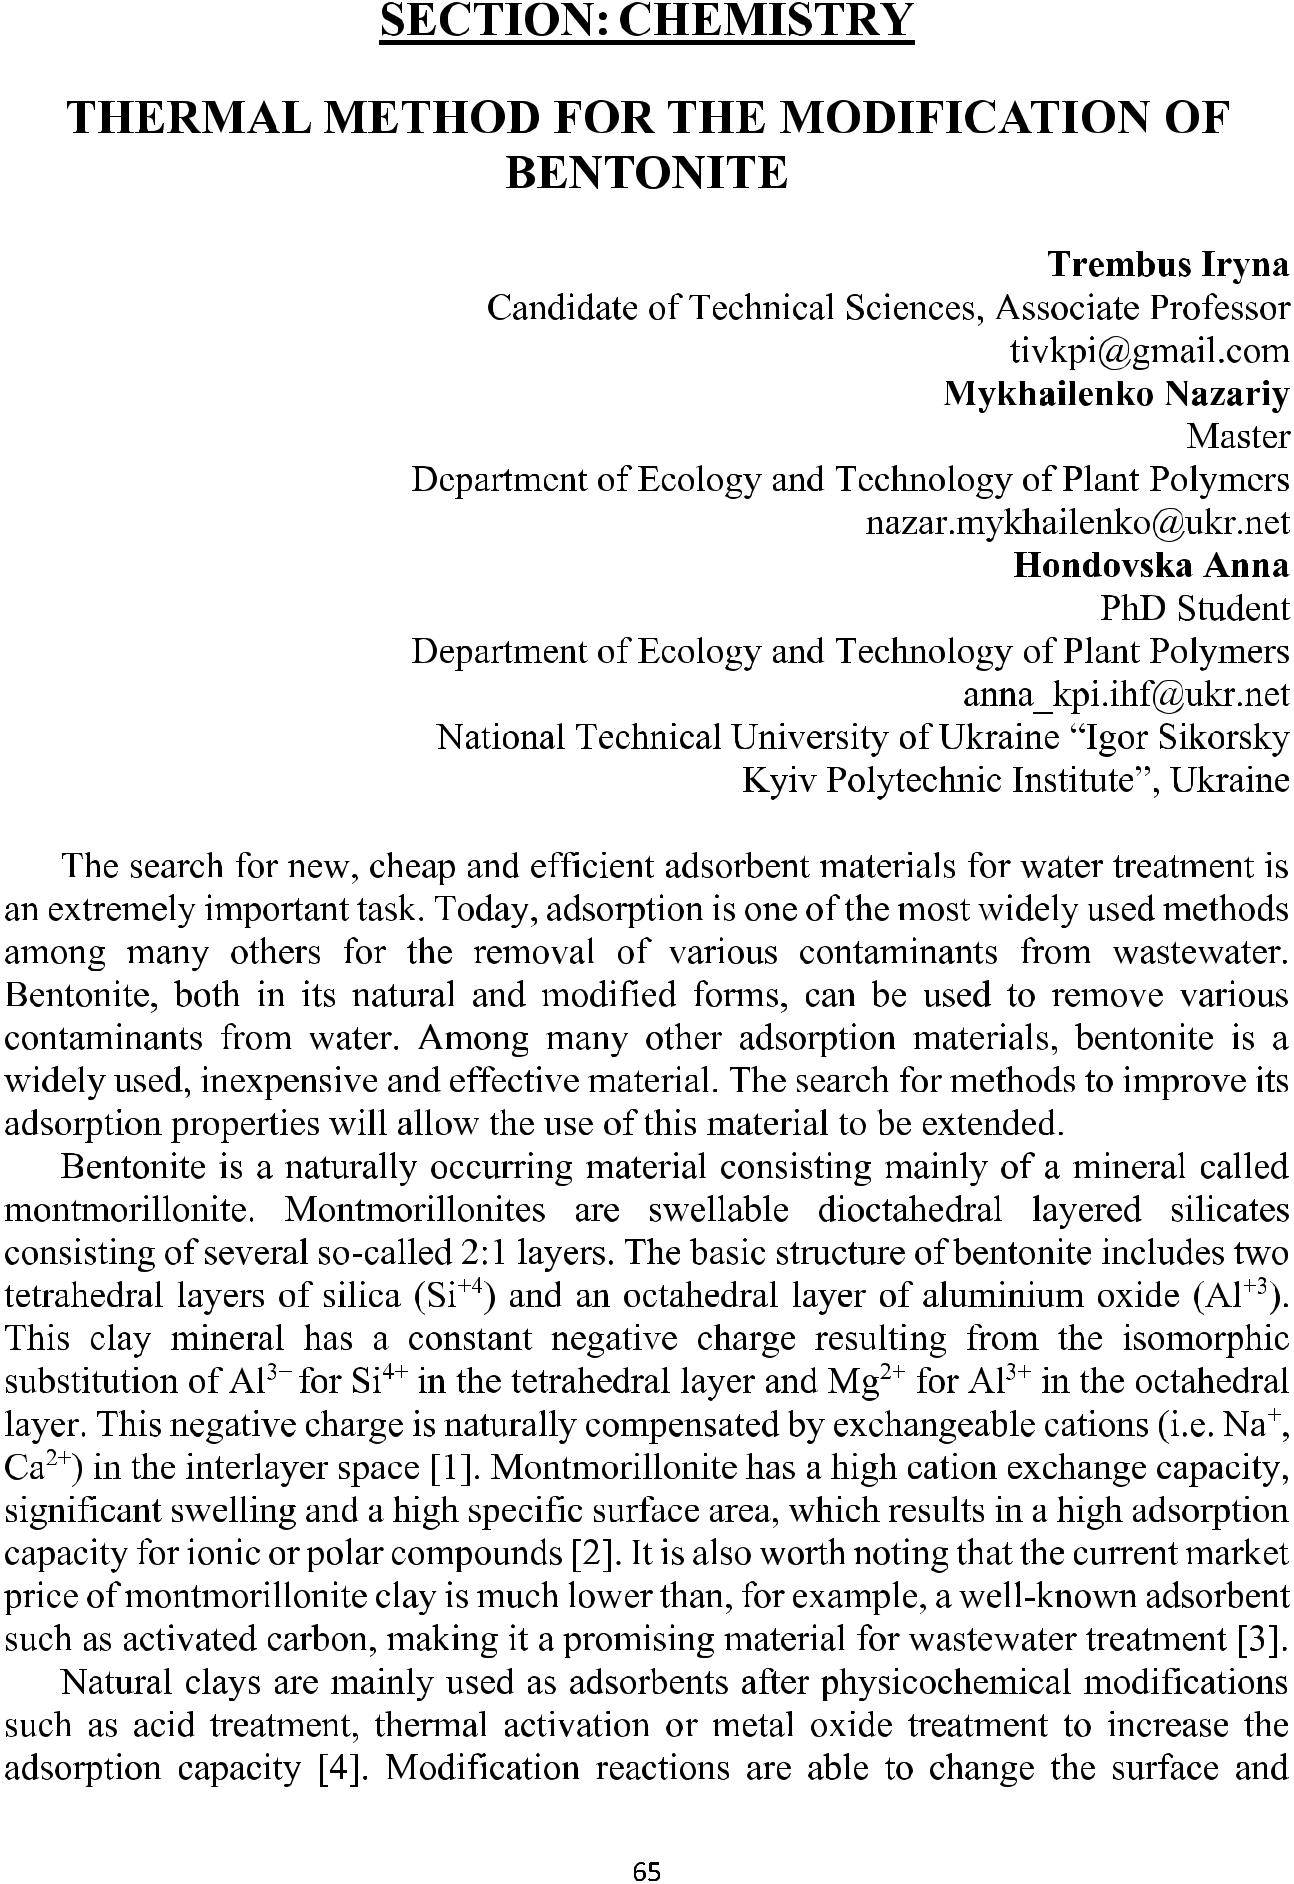 SECTION: CHEMISTRY
THERMAL METHOD FOR THE MODIFICATION OF
BENTONITE
Trembus Iryna
Candidate of Technical Sciences, Associate Professor
tivkpi@gmail.com
Mykhailenko Nazariy
Master
Department of Ecology and Technology of Plant Polymers
nazar.mykhailenko@ukr.net
Hondovska Anna
PhD Student
Department of Ecology and Technology of Plant Polymers
anna_kpi.ihf@ukr.net
National Technical University of Ukraine “Igor Sikorsky
Kyiv Polytechnic Institute”, Ukraine
The search for new, cheap and efficient adsorbent materials for water treatment is
an extremely important task. Today, adsorption is one of the most widely used methods
among many others for the removal of various contaminants from wastewater.
Bentonite, both in its natural and modified forms, can be used to remove various
contaminants from water. Among many other adsorption materials, bentonite is a
widely used, inexpensive and effective material. The search for methods to improve its
adsorption properties will allow the use of this material to be extended.
Bentonite is a naturally occurring material consisting mainly of a mineral called
montmorillonite. Montmorillonites are swellable dioctahedral layered silicates
consisting of several so-called 2:1 layers. The basic structure of bentonite includes two
tetrahedral layers of silica (Si⁺⁴) and an octahedral layer of aluminium oxide (Al⁺³).
This clay mineral has a constant negative charge resulting from the isomorphic
substitution of Al³⁻ for Si⁴⁺ in the tetrahedral layer and Mg²⁺ for Al³⁺ in the octahedral
layer. This negative charge is naturally compensated by exchangeable cations (i.e. Na⁺,
Ca²⁺) in the interlayer space [1]. Montmorillonite has a high cation exchange capacity,
significant swelling and a high specific surface area, which results in a high adsorption
capacity for ionic or polar compounds [2]. It is also worth noting that the current market
price of montmorillonite clay is much lower than, for example, a well-known adsorbent
such as activated carbon, making it a promising material for wastewater treatment [3].
Natural clays are mainly used as adsorbents after physicochemical modifications
such as acid treatment, thermal activation or metal oxide treatment to increase the
adsorption capacity [4]. Modification reactions are able to change the surface and
65